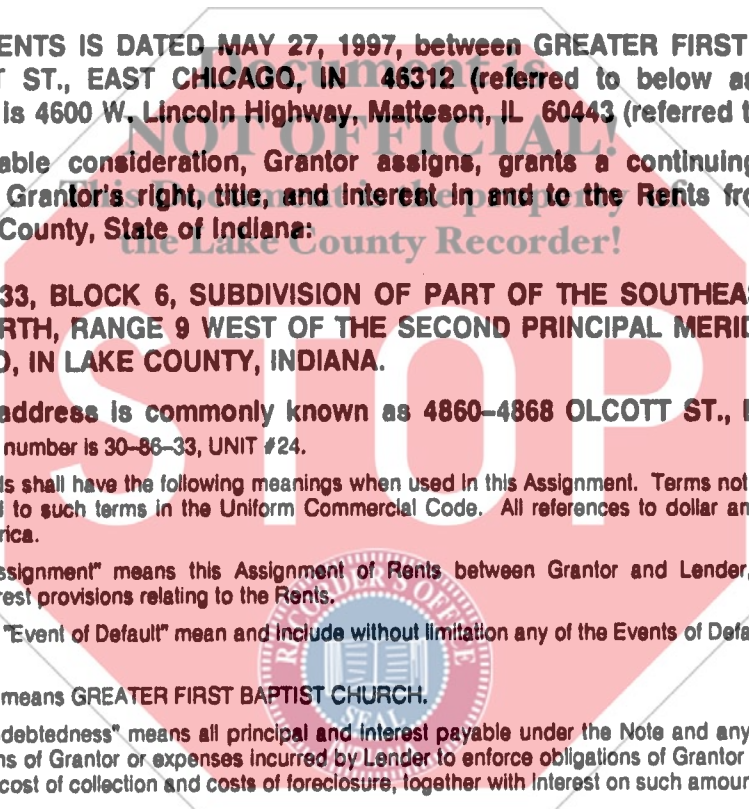 ENTS IS DATED MAY 27, 1997, between GREATER FIRST
T ST., EAST CHICAGO, IN 46312 (referred to below as
is 4600 W. Lincoln Highway, Matteson, IL 60443 (referred t
able consideration, Grantor assigns, grants a continuing
Grantor's right, title, and interest in and to the Rents fro
County, State of Indiana:
33, BLOCK 6, SUBDIVISION OF PART OF THE SOUTHEAS
RTH, RANGE 9 WEST OF THE SECOND PRINCIPAL MERID
D, IN LAKE COUNTY, INDIANA.
address is commonly known as 4860-4868 OLCOTT ST., E
number is 30-86-33, UNIT #24.
ds shall have the following meanings when used in this Assignment. Terms not
d to such terms in the Uniform Commercial Code. All references to dollar am
rica.
ssignment" means this Assignment of Rents between Grantor and Lender,
rest provisions relating to the Rents.
"Event of Default" mean and include without limitation any of the Events of Defa
means GREATER FIRST BAPTIST CHURCH.
debtedness" means all principal and interest payable under the Note and any
ns of Grantor or expenses incurred by Lender to enforce obligations of Grantor
cost of collection and costs of foreclosure, together with interest on such amour
Document is
NOT OFFICIAL!
This Document is the property of
the Lake County Recorder!
STOP
RECORDER'S OFFICE
SEAL
INDIANA